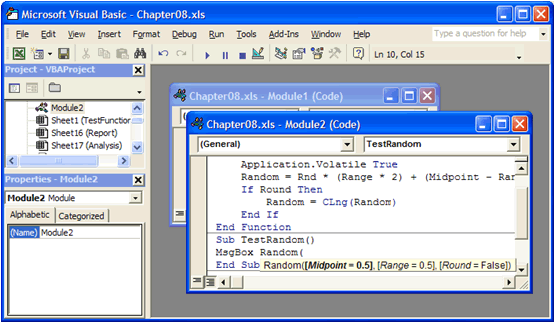 Microsoft Visual Basic - Chapter08.xls
File Edit View Insert Format Debug Run Tools Add-Ins Window Help Type a question for help
Ln 10, Col 15
Project - VBAProject
Module2
Sheet1 (TestFunction
Sheet16 (Report)
Sheet17 (Analysis)
Properties - Module2
Module2 Module
Alphabetic Categorized
(Name) Module2
Chapter08.xls - Module1 (Code)
Chapter08.xls - Module2 (Code)
(General) TestRandom
Application.Volatile True
Random = Rnd * (Range * 2) + (Midpoint - Ran
If Round Then
Random = CLng(Random)
End If
End Function
Sub TestRandom()
MsgBox Random(
End Sub
Random([Midpoint = 0.5], [Range = 0.5], [Round = False])